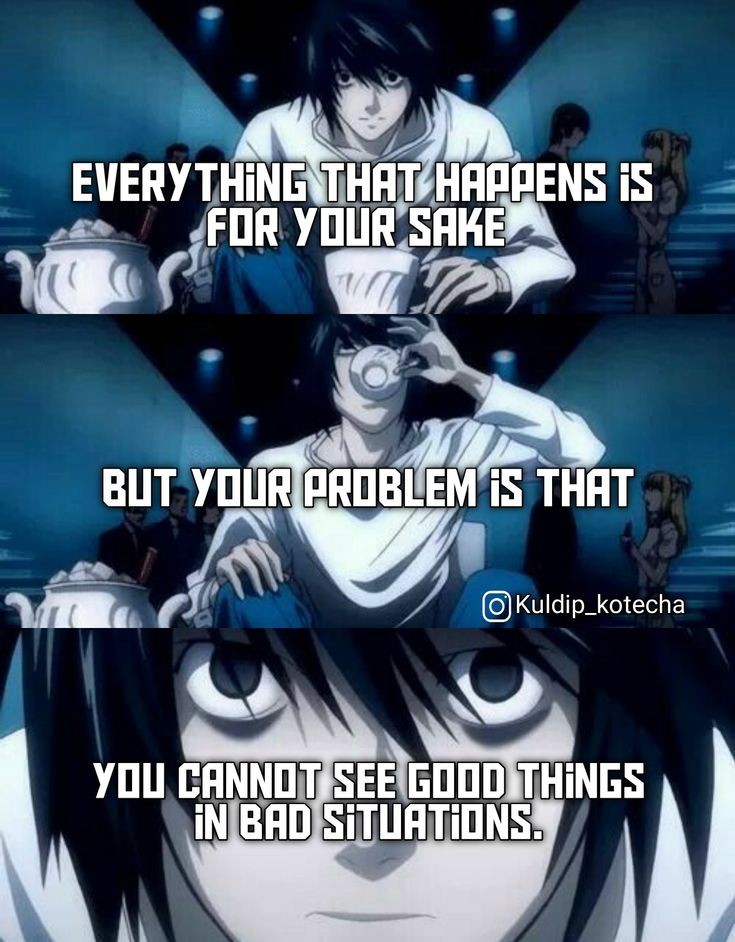 EVERYTHING THAT HAPPENS iS
FOR YOUR SAKE
BUT YOUR PROBLEM iS THAT
Kuldip_kotecha
YOU CANNOT SEE GOOD THiNGS
iN BAD SiTUATiONS.